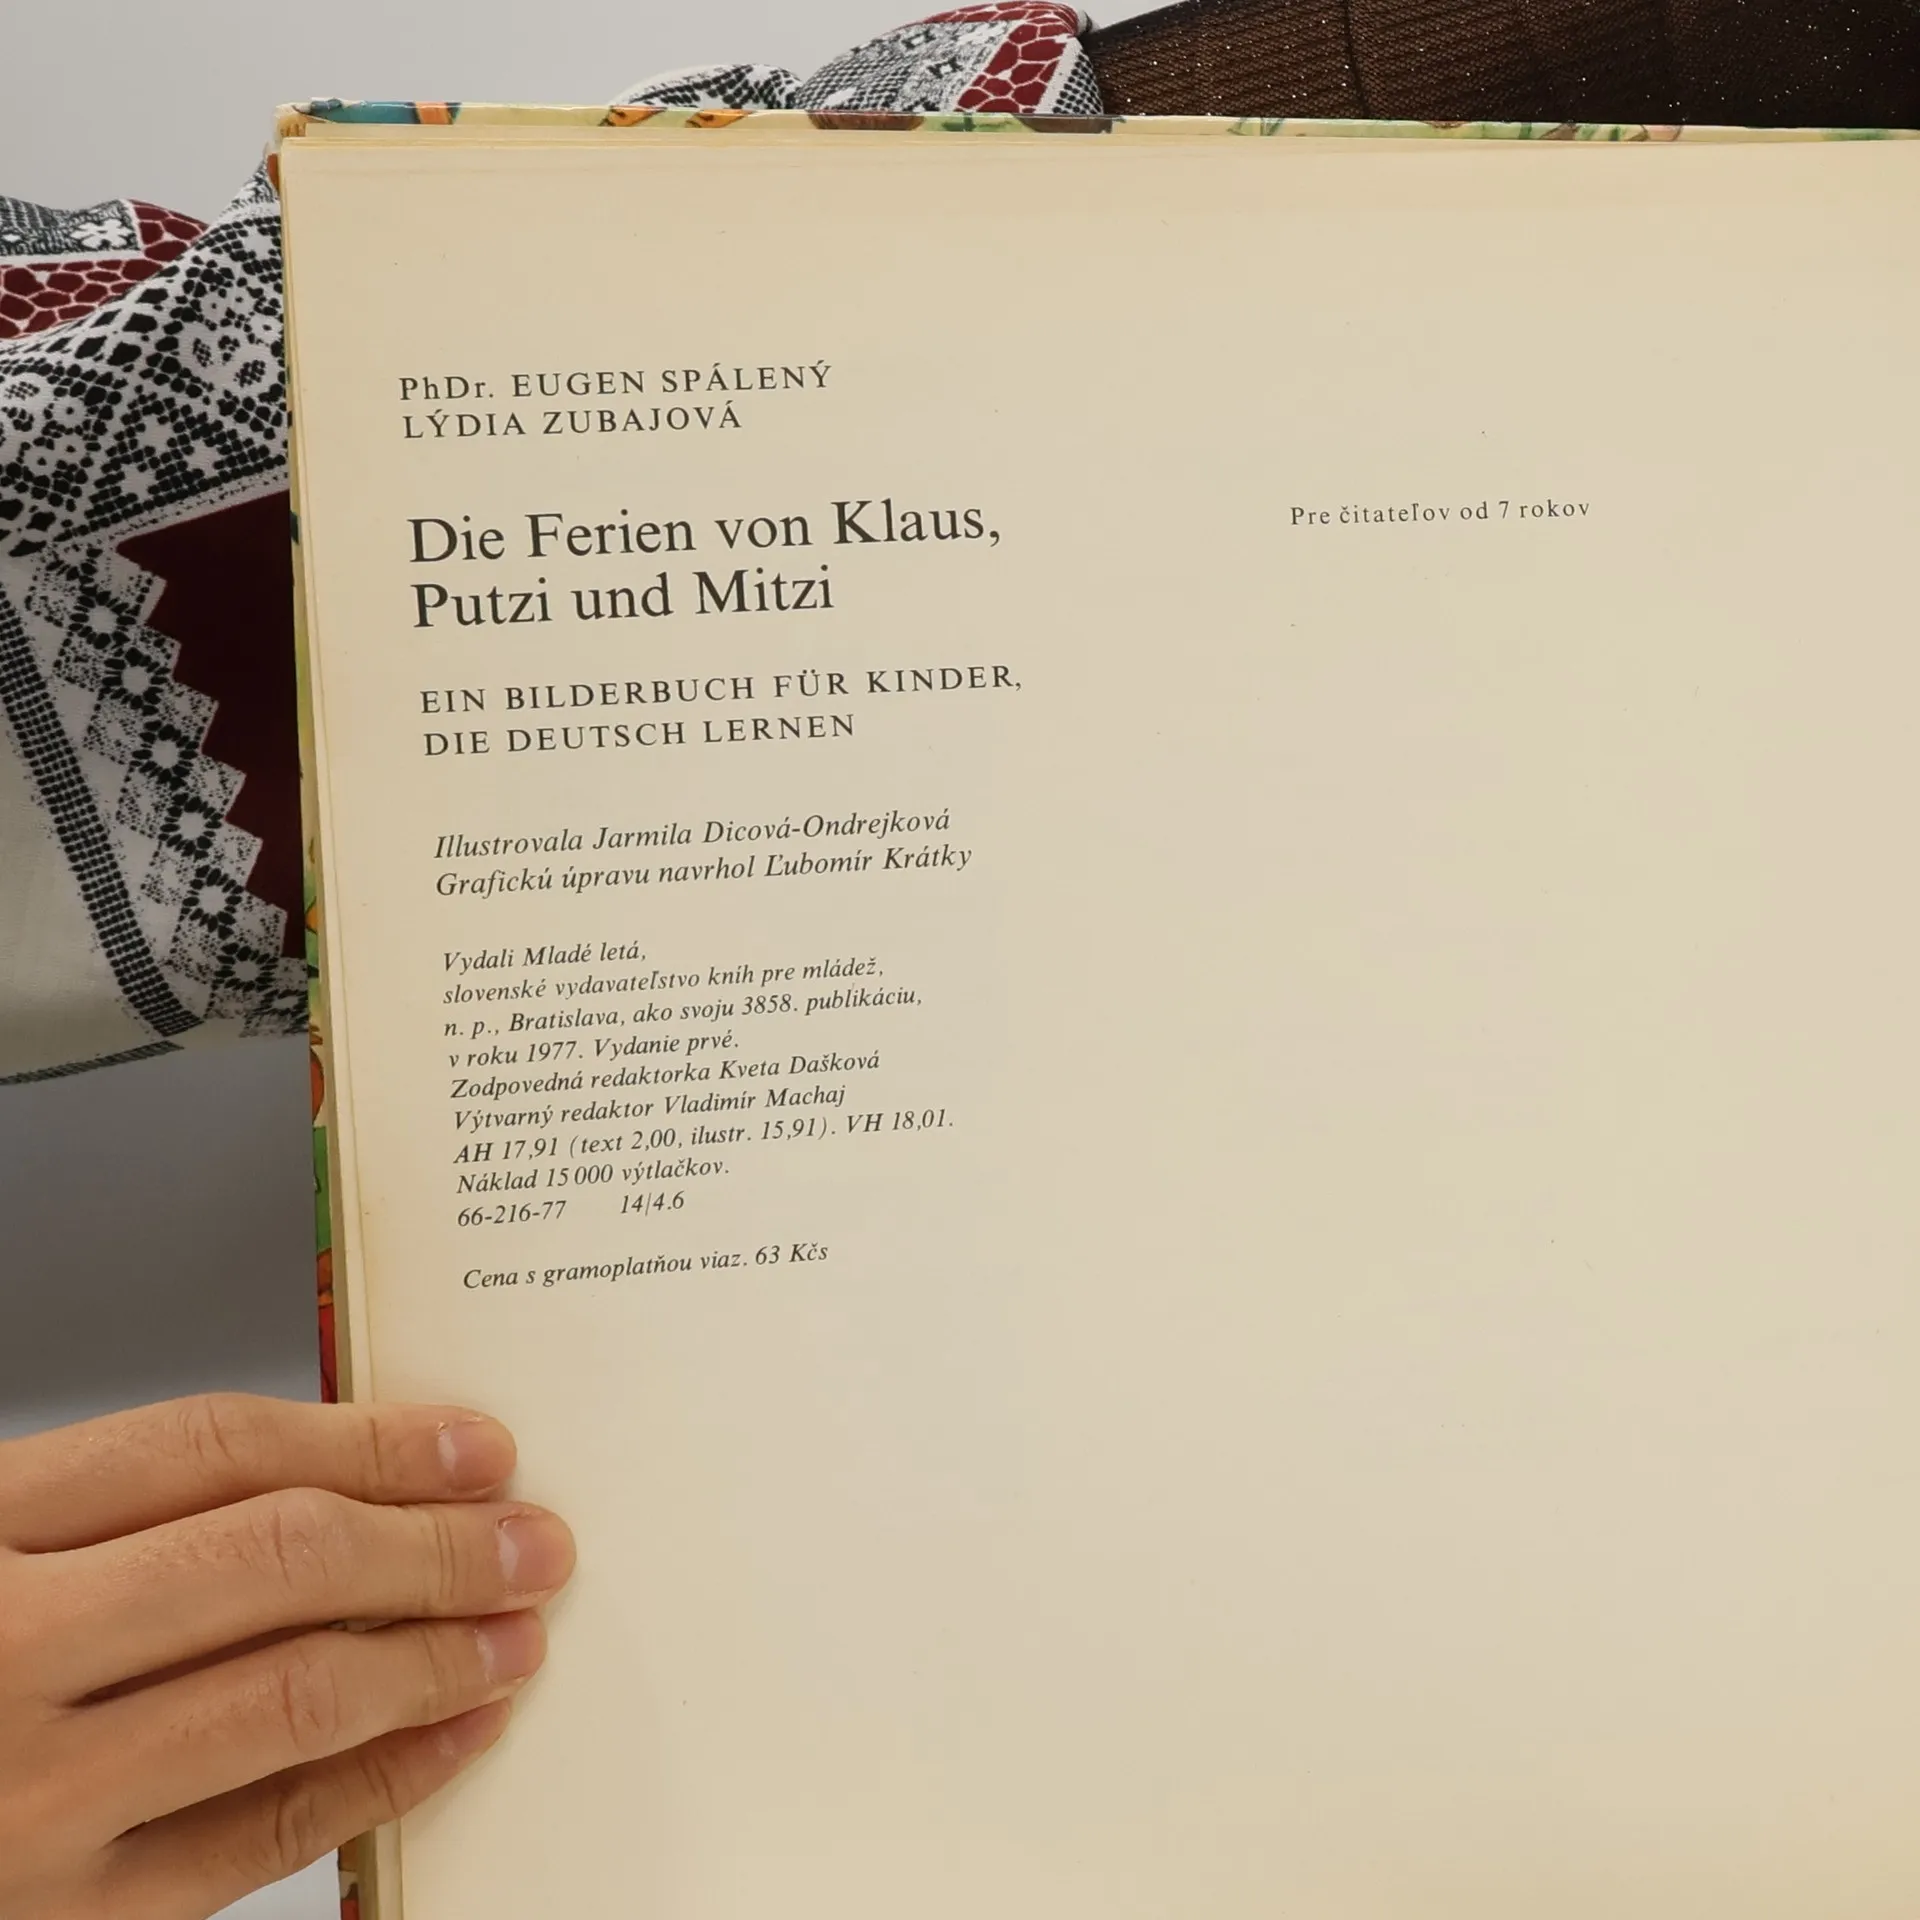 PhDr. EUGEN SPÁLENÝ
LÝDIA ZUBAJOVÁ
Die Ferien von Klaus,
Putzi und Mitzi
EIN BILDERBUCH FÜR KINDER,
DIE DEUTSCH LERNEN
Illustrovala Jarmila Dicová-Ondrejková
Grafickú úpravu navrhol Ľubomír Krátky
Vydali Mladé letá,
slovenské vydavateľstvo kníh pre mládež,
n. p., Bratislava, ako svoju 3858. publikáciu,
v roku 1977. Vydanie prvé.
Zodpovedná redaktorka Kveta Dašková
Výtvarný redaktor Vladimír Machaj
AH 17,91 (text 2,00, ilustr. 15,91). VH 18,01.
Náklad 15 000 výtlačkov.
66-216-77 14/4.6
Cena s gramoplatňou viaz. 63 Kčs
Pre čitateľov od 7 rokov